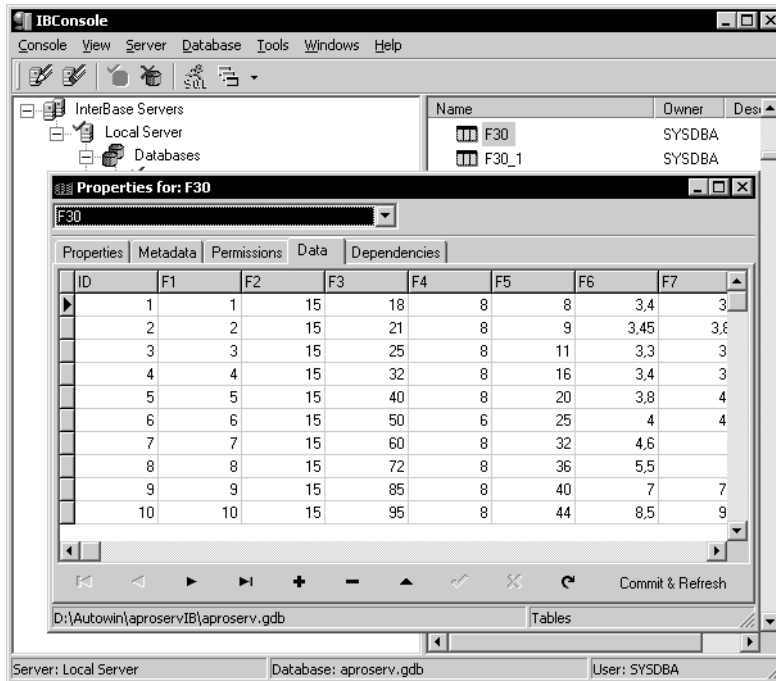 IBConsole
Console View Server Database Tools Windows Help
SQL
InterBase Servers
Local Server
Databases
Name Owner
F30 SYSDBA
F30_1 SYSDBA
Properties for: F30
F30
Properties Metadata Permissions Data Dependencies
ID F1 F2 F3 F4 F5 F6 F7
1 1 15 18 8 8 3,4
2 2 15 21 8 9 3,45
3 3 15 25 8 11 3,3
4 4 15 32 8 16 3,4
5 5 15 40 8 20 3,8
6 6 15 50 6 25 4
7 7 15 60 8 32 4,6
8 8 15 72 8 36 5,5
9 9 15 85 8 40 7
10 10 15 95 8 44 8,5
Commit & Refresh
D:\Autowin\aproservIB\aproserv.gdb Tables
Server: Local Server Database: aproserv.gdb User: SYSDBA